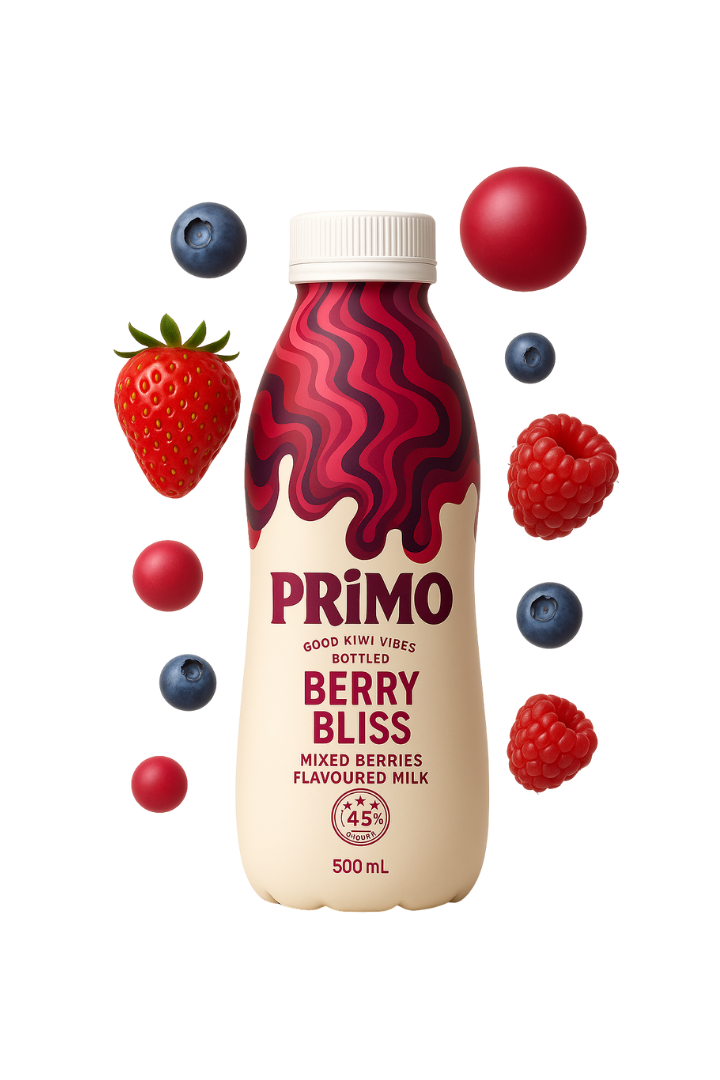 PRiMO
GOOD KIWI VIBES
BOTTLED
BERRY
BLISS
MIXED BERRIES
FLAVOURED MILK
45%
500 mL